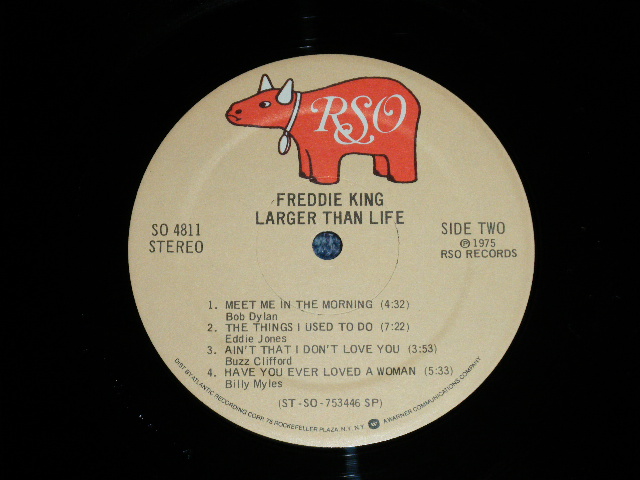 RSO
FREDDIE KING
LARGER THAN LIFE
SO 4811
STEREO
SIDE TWO
℗ 1975
RSO RECORDS
1. MEET ME IN THE MORNING (4:32)
Bob Dylan
2. THE THINGS I USED TO DO (7:22)
Eddie Jones
3. AIN'T THAT I DON'T LOVE YOU (3:53)
Buzz Clifford
4. HAVE YOU EVER LOVED A WOMAN (5:33)
Billy Myles
(ST-SO-753446 SP)
DIST. BY ATLANTIC RECORDING CORP. 75 ROCKEFELLER PLAZA, N.Y. N.Y. W A WARNER COMMUNICATIONS COMPANY